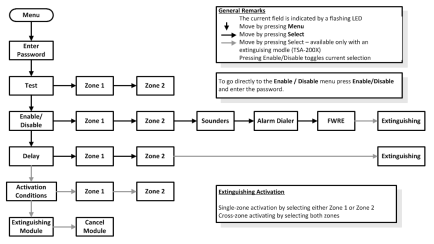 Menu
General Remarks
The current field is indicated by a flashing LED
Move by pressing Menu
Move by pressing Select
Move by pressing Select – available only with an
extinguising modle (TSA-200X)
Pressing Enable/Disable toggles current selection
Enter
Password
Test
Zone 1
Zone 2
To go directly to the Enable / Disable menu press Enable/Disable
and enter the password.
Enable/
Disable
Zone 1
Zone 2
Sounders
Alarm Dialer
FWRE
Extinguishing
Delay
Zone 1
Zone 2
Extinguishing
Activation
Conditions
Zone 1
Zone 2
Extinguishing Activation
Single-zone activation by selecting either Zone 1 or Zone 2
Cross-zone activating by selecting both zones
Extinguishing
Module
Cancel
Module